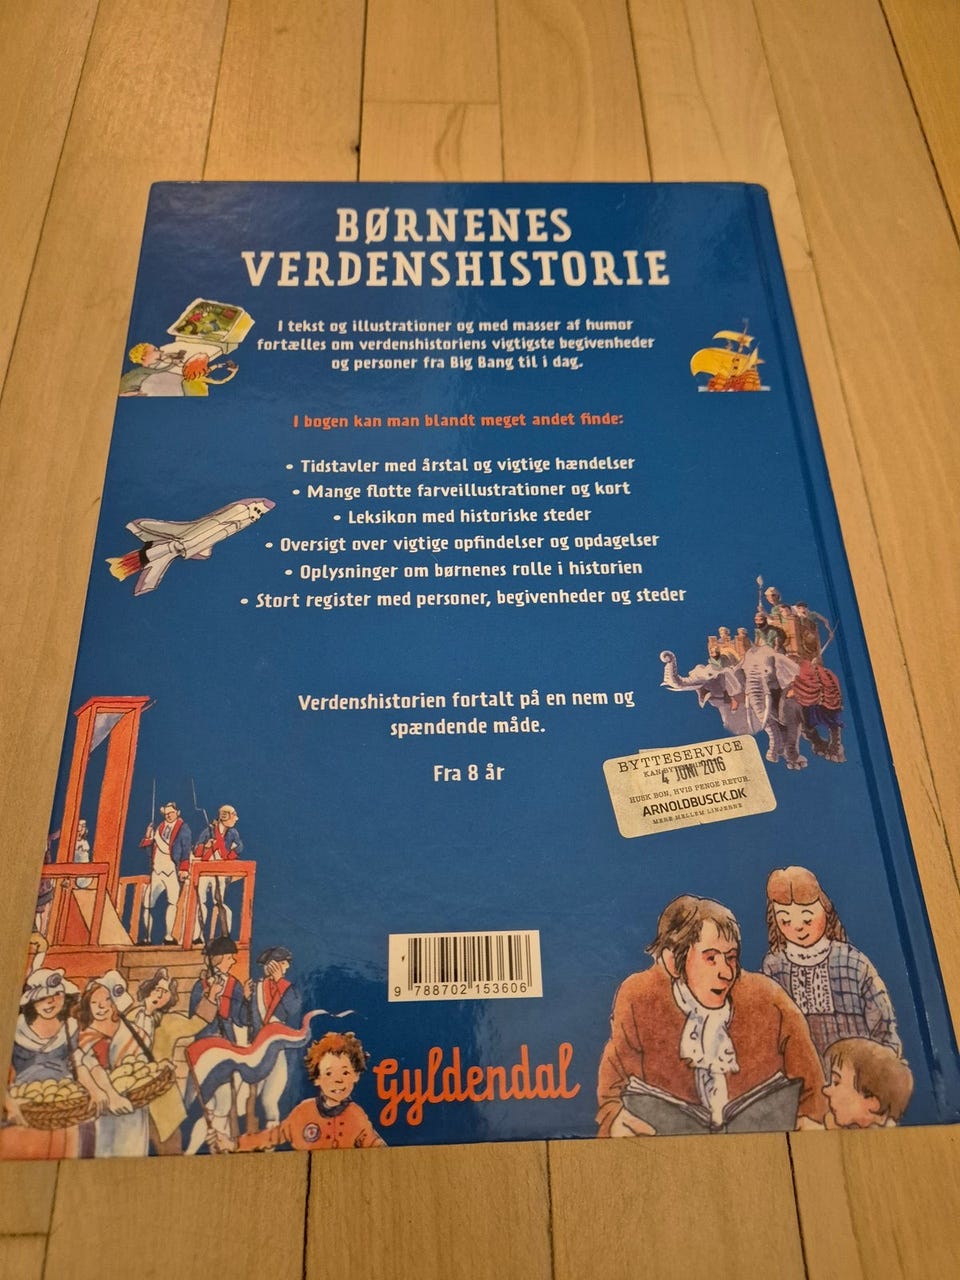 BØRNENES
VERDENSHISTORIE
I tekst og illustrationer og med masser af humor
fortælles om verdenshistoriens vigtigste begivenheder
og personer fra Big Bang til i dag.
I bogen kan man blandt meget andet finde:
• Tidstavler med årstal og vigtige hændelser
• Mange flotte farveillustrationer og kort
• Leksikon med historiske steder
• Oversigt over vigtige opfindelser og opdagelser
• Oplysninger om børnenes rolle i historien
• Stort register med personer, begivenheder og steder
Verdenshistorien fortalt på en nem og
spændende måde.
Fra 8 år
BYTTESERVICE
KAN
4 JUNI 2016
HUSK BON, HVIS PENGE RETUR.
ARNOLDBUSCK.DK
MERE MELLEM LINJERNE
9 788702 153606
Gyldendal